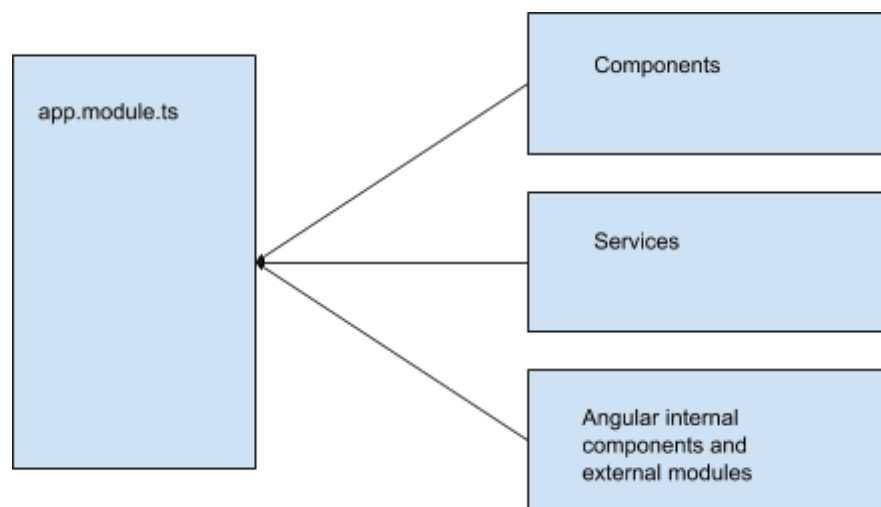 app.module.ts
Components
Services
Angular internal
components and
external modules